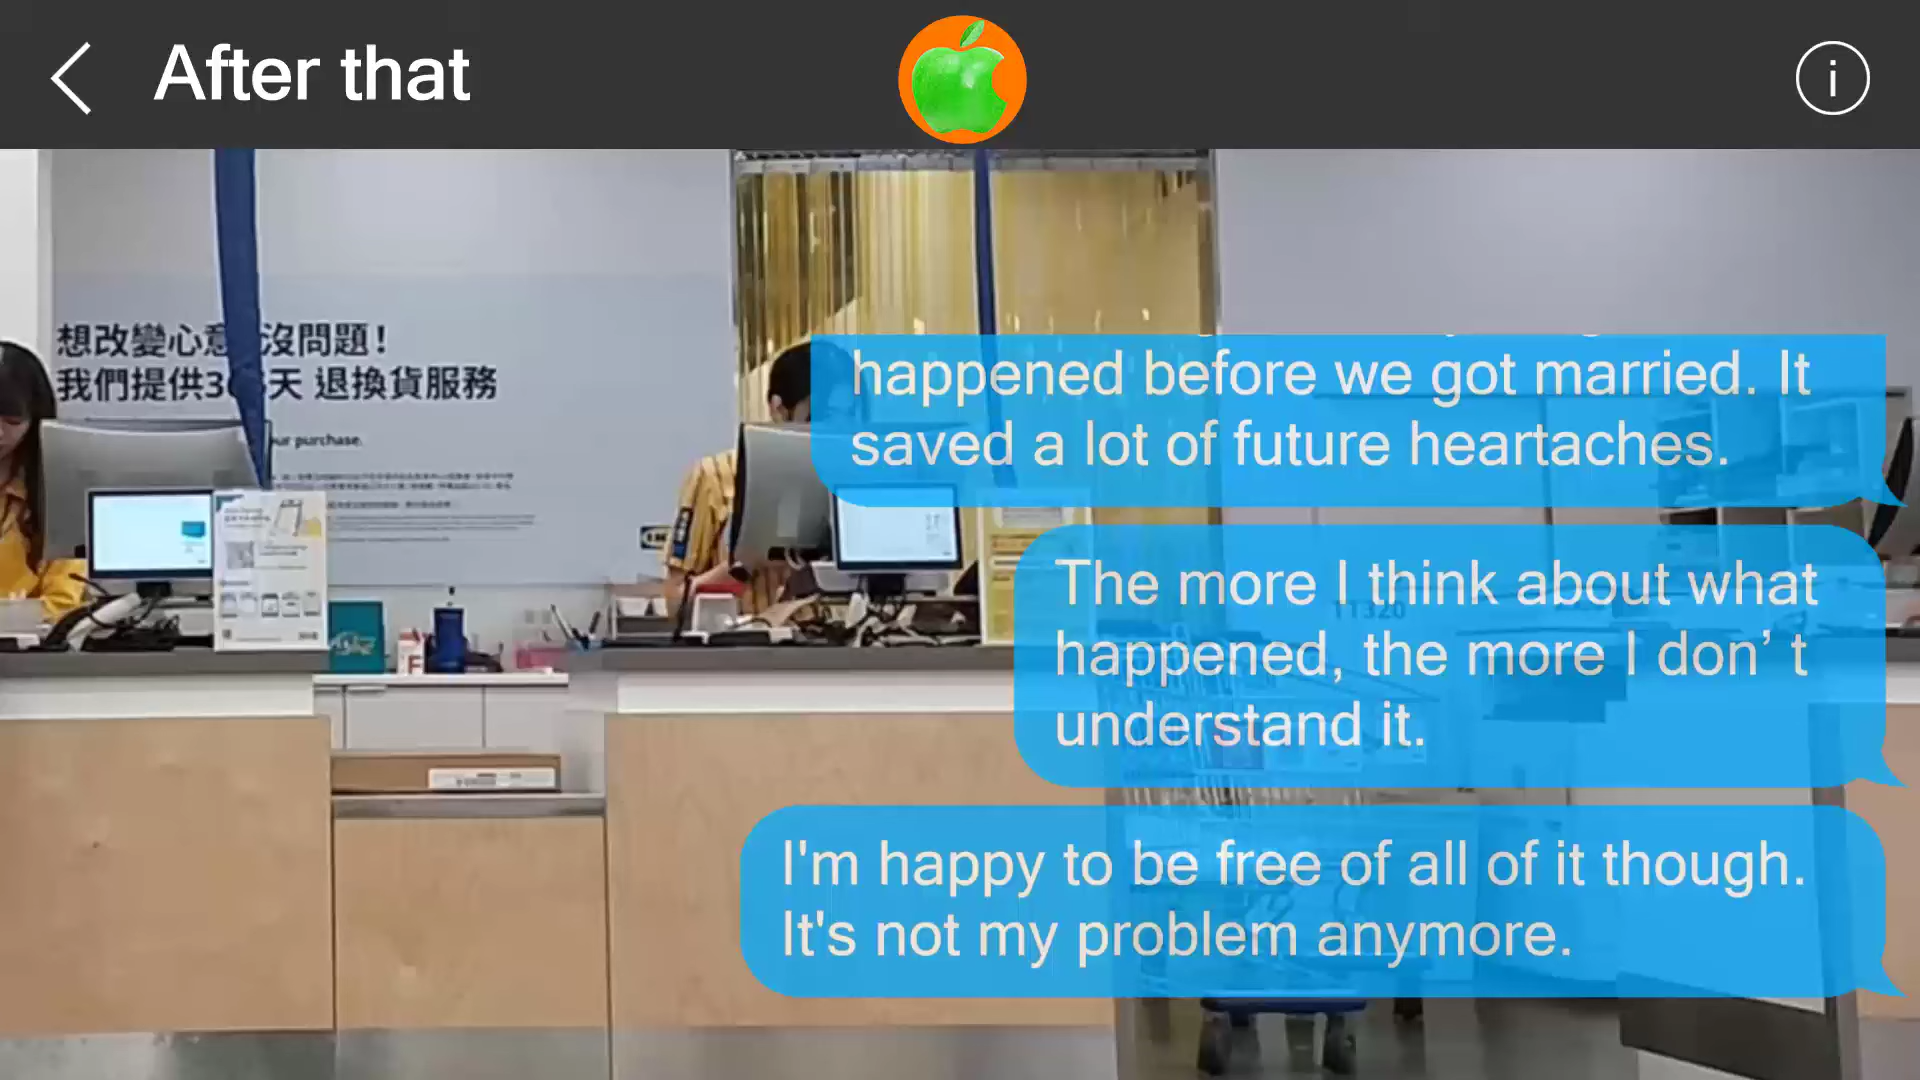 After that
想改變心意 沒問題！
我們提供3 天 退換貨服務
ur purchase.
happened before we got married. It
saved a lot of future heartaches.
The more I think about what
happened, the more I don’ t
understand it.
11320
I'm happy to be free of all of it though.
It's not my problem anymore.